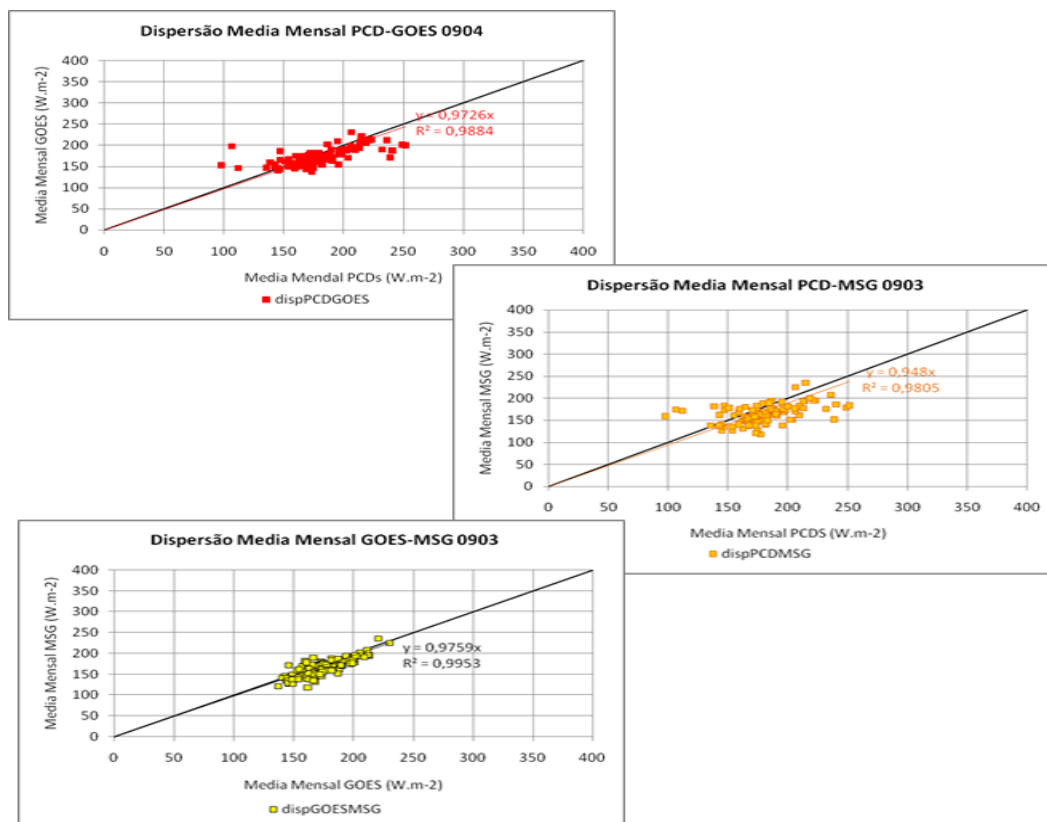 Dispersão Media Mensal PCD-GOES 0904
Media Mensal GOES (W.m-2)
400
350
300
250
200
150
100
50
0
y = 0,9726x
R² = 0,9884
0 50 100 150 200 250 300 350 400
Media Mendal PCDs (W.m-2)
dispPCDGOES
Dispersão Media Mensal PCD-MSG 0903
Media Mensal MSG (W.m-2)
400
350
300
250
200
150
100
50
0
y = 0,948x
R² = 0,9805
0 50 100 150 200 250 300 350 400
Media Mensal PCDS (W.m-2)
dispPCDMSG
Dispersão Media Mensal GOES-MSG 0903
Media Mensal MSG (W.m-2)
400
350
300
250
200
150
100
50
0
y = 0,9759x
R² = 0,9953
0 50 100 150 200 250 300 350 400
Media Mensal GOES (W.m-2)
dispGOESMSG